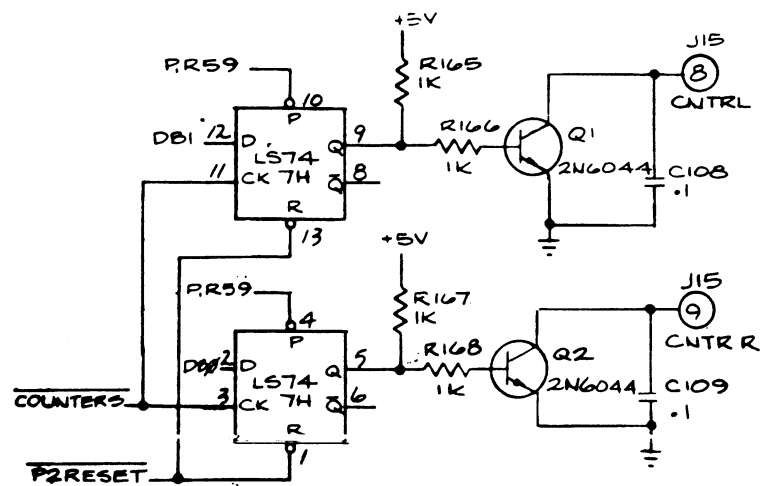 +5V
J15
P,R59
R165
1K
8
CNTRL
10
P
DB1 12 D
Q 9
R166
1K
Q1
LS74
11 CK 7H
Q 8
2N6044
C108
.1
R
13
+5V
P,R59
R167
1K
J15
9
CNTR R
4
P
DB0 2 D
Q 5
R168
1K
Q2
LS74
COUNTERS
3 CK 7H
Q 6
2N6044
C109
.1
R
1
P2RESET